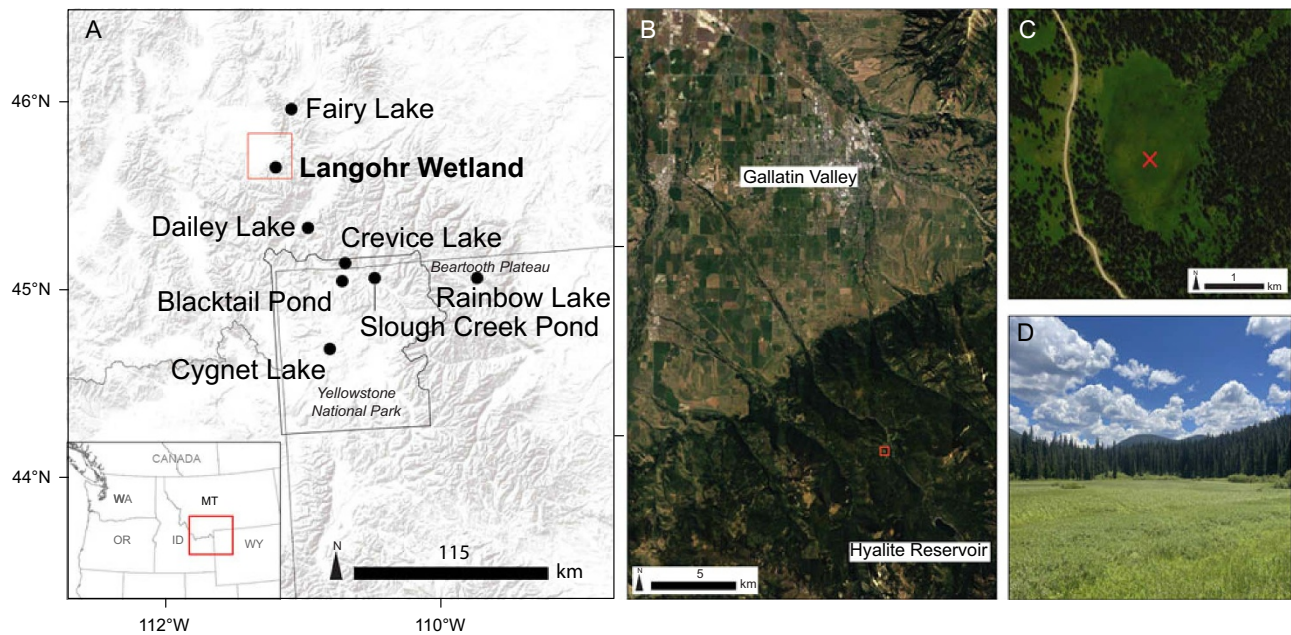 A
46°N
Fairy Lake
Langohr Wetland
Dailey Lake
Crevice Lake
Beartooth Plateau
45°N
Blacktail Pond
Rainbow Lake
Slough Creek Pond
Cygnet Lake
Yellowstone
National Park
44°N
CANADA
WA
MT
OR
ID
WY
N
115
km
112°W
110°W
B
Gallatin Valley
Hyalite Reservoir
N
5
km
C
N
1
km
D